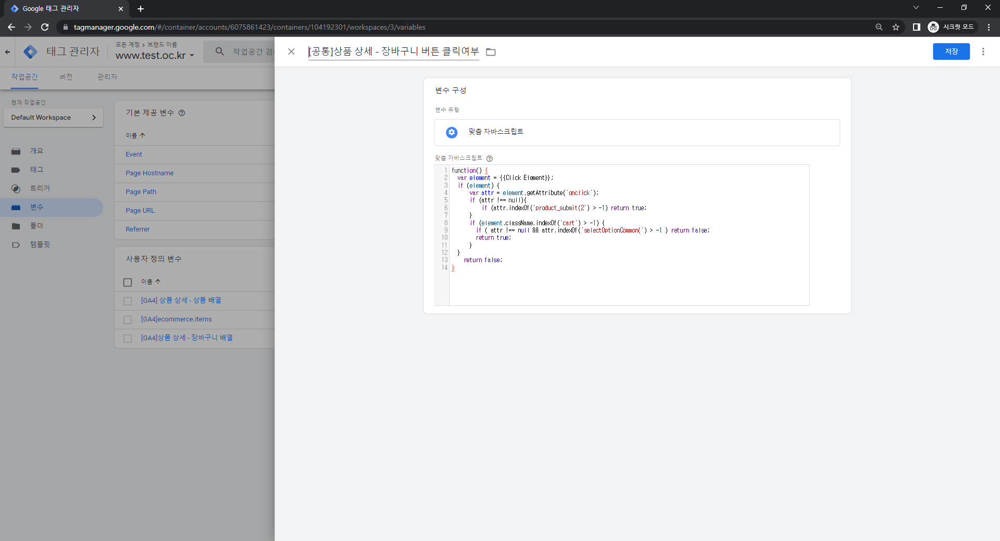 Google 태그 관리자
tagmanager.google.com/#/container/accounts/6075861423/containers/104192301/workspaces/3/variables
시크릿 모드
태그 관리자
모든 계정 > 브랜드 이름
www.test.oc.kr
작업공간 검
[공통]상품 상세 - 장바구니 버튼 클릭여부
저장
작업공간
버전
관리자
현재 작업공간
Default Workspace
개요
태그
트리거
변수
폴더
템플릿
기본 제공 변수
이름
Event
Page Hostname
Page Path
Page URL
Referrer
사용자 정의 변수
이름
[GA4] 상품 상세 - 상품 배열
[GA4]ecommerce.items
[GA4]상품 상세 - 장바구니 배열
변수 구성
변수 유형
맞춤 자바스크립트
맞춤 자바스크립트
1 function() {
2 var element = {{Click Element}};
3 if (element) {
4 var attr = element.getAttribute('onclick');
5 if (attr !== null){
6 if (attr.indexOf('product_submit(2') > -1) return true;
7 }
8 if (element.className.indexOf('cart') > -1) {
9 if ( attr !== null && attr.indexOf('selectOptionCommon(') > -1 ) return false;
10 return true;
11 }
12 }
13 return false;
14 }